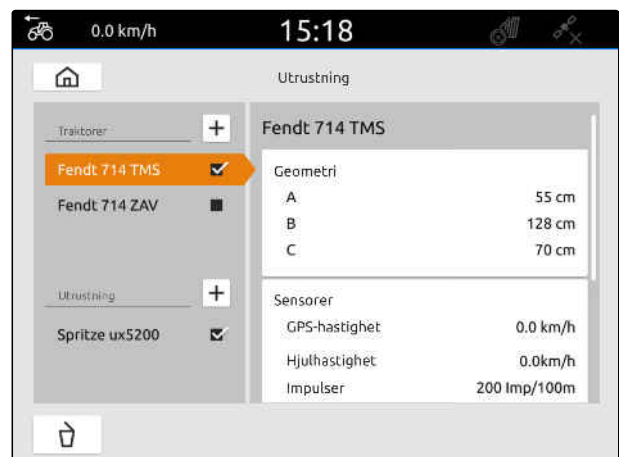 0.0 km/h
15:18
Utrustning
Traktorer
Fendt 714 TMS
Fendt 714 ZAV
Utrustning
Spritze ux5200
Fendt 714 TMS
Geometri
A 55 cm
B 128 cm
C 70 cm
Sensorer
GPS-hastighet 0.0 km/h
Hjulhastighet 0.0km/h
Impulser 200 Imp/100m